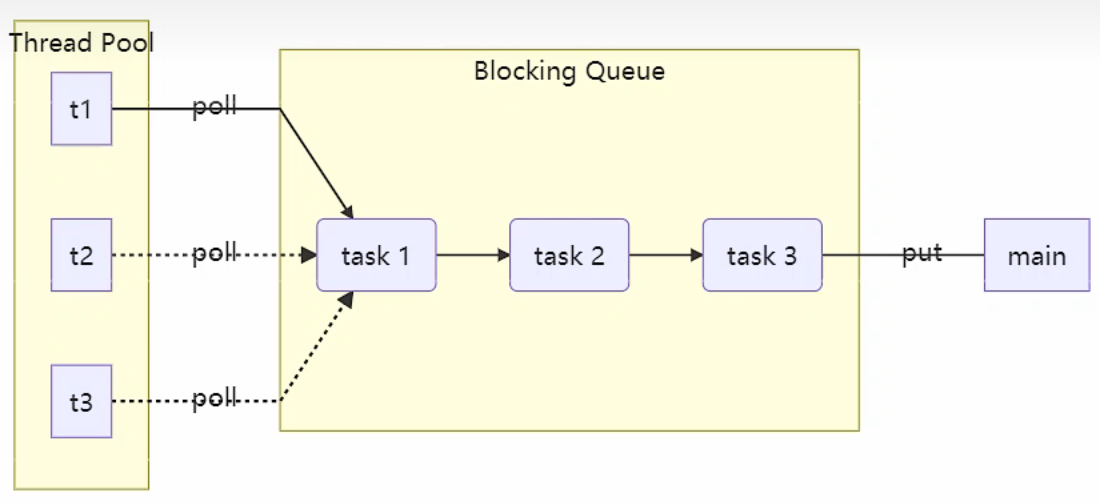 Thread Pool
Blocking Queue
t1
poll
t2
poll
task 1
task 2
task 3
put
main
t3
poll